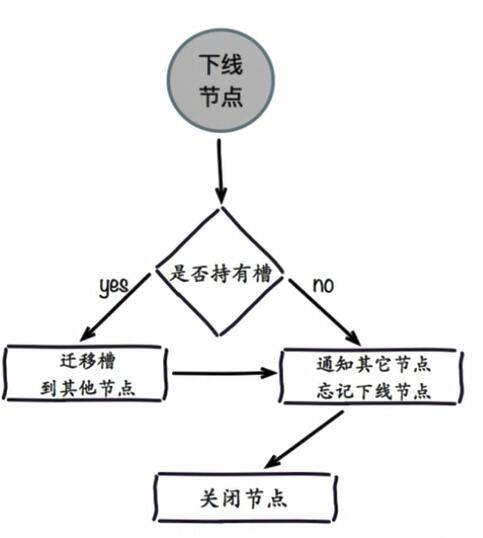 下线
节点
是否持有槽
yes
no
迁移槽
到其他节点
通知其它节点
忘记下线节点
关闭节点